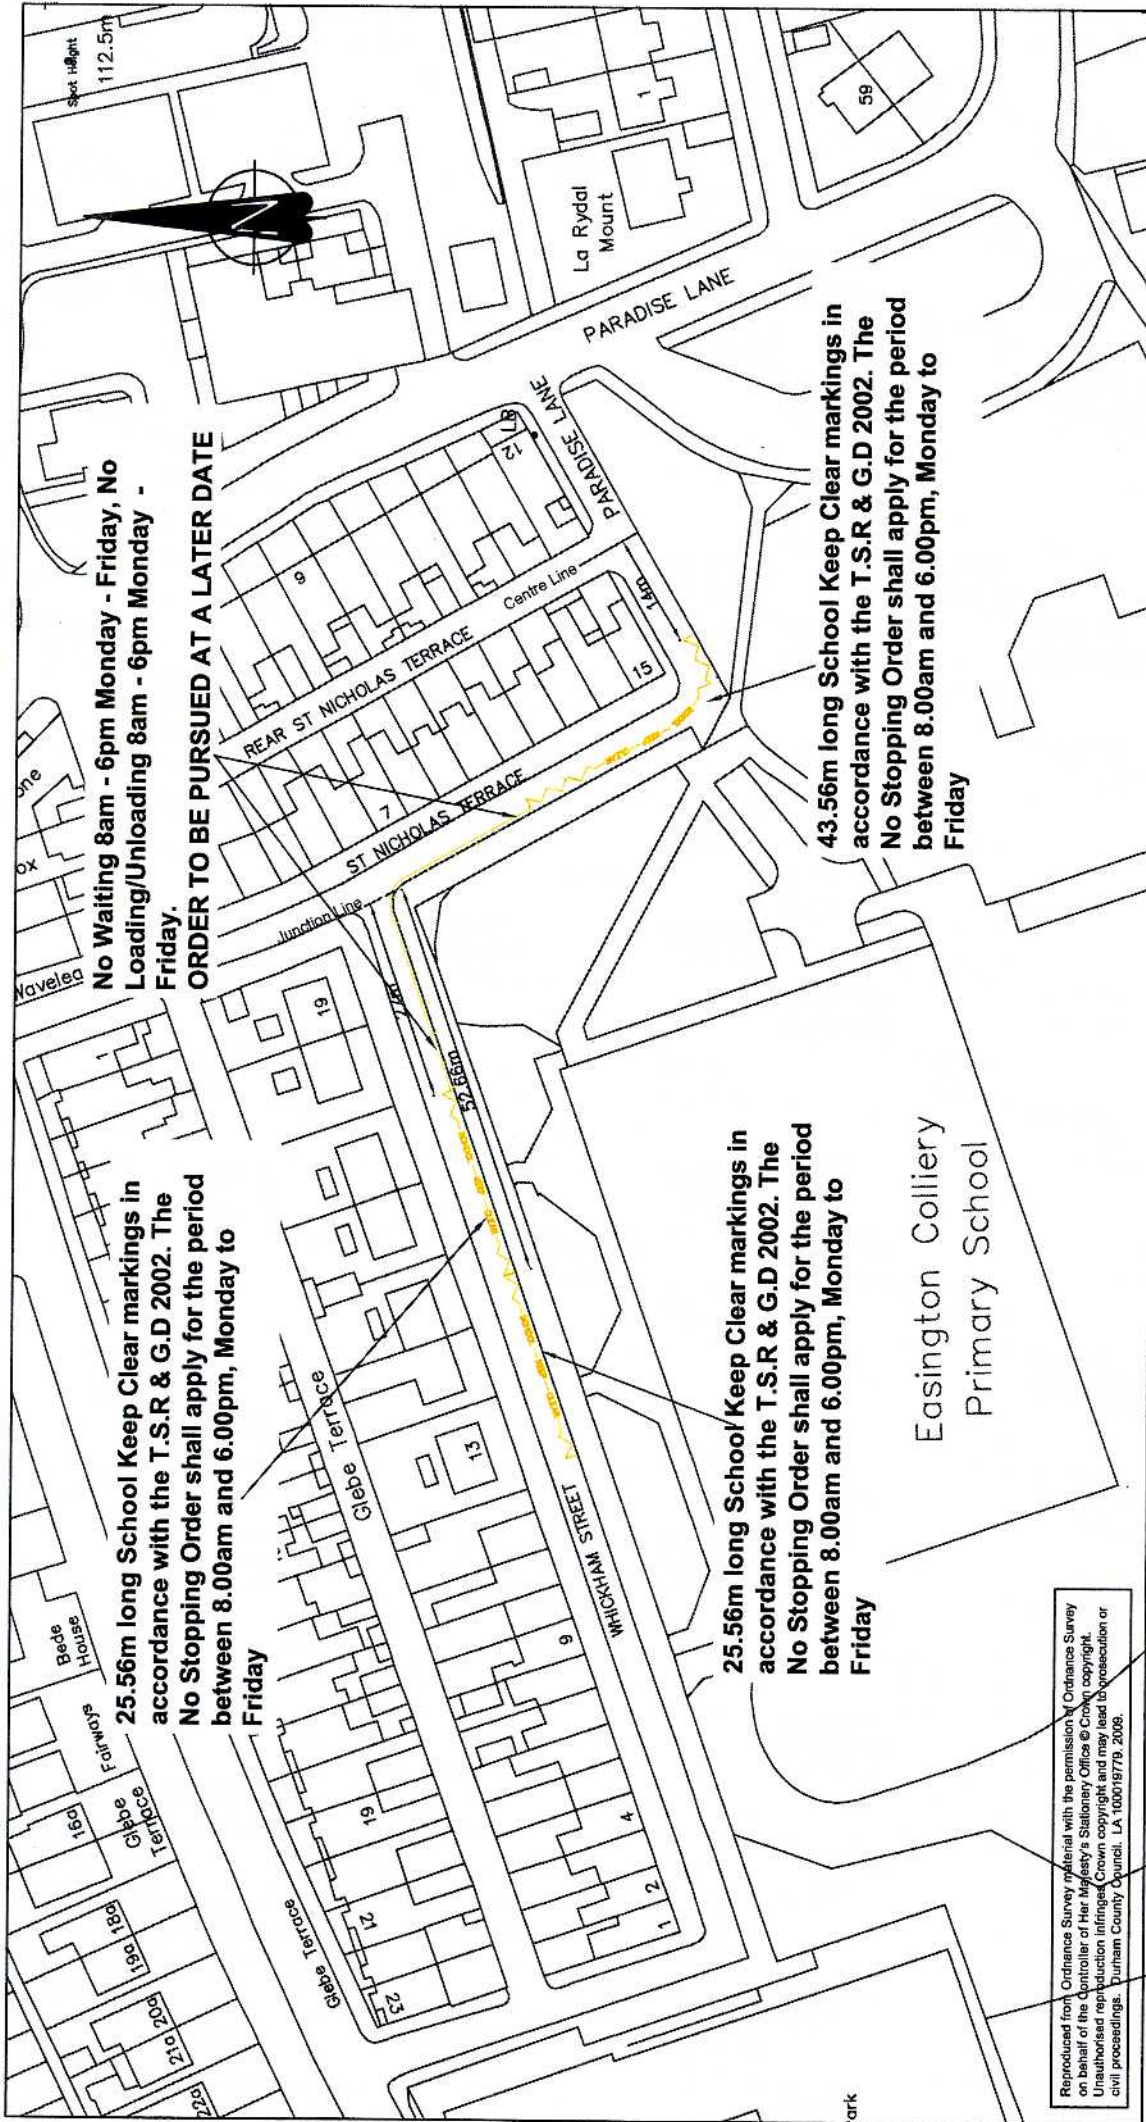 Spot Height
112.5m
No Waiting 8am - 6pm Monday - Friday, No
Loading/Unloading 8am - 6pm Monday -
Friday.
ORDER TO BE PURSUED AT A LATER DATE
25.56m long School Keep Clear markings in
accordance with the T.S.R & G.D 2002. The
No Stopping Order shall apply for the period
between 8.00am and 6.00pm, Monday to
Friday
25.56m long School Keep Clear markings in
accordance with the T.S.R & G.D 2002. The
No Stopping Order shall apply for the period
between 8.00am and 6.00pm, Monday to
Friday
43.56m long School Keep Clear markings in
accordance with the T.S.R & G.D 2002. The
No Stopping Order shall apply for the period
between 8.00am and 6.00pm, Monday to
Friday
Bede
House
Fairways
16a
Glebe
Terrace
18a
19a
20a
21a
22a
Glebe Terrace
Glebe Terrace
23
21
19
13
19
1
2
4
9
WHICKHAM STREET
52.66m
Junction Line
Wavelea
ST NICHOLAS TERRACE
7
15
REAR ST NICHOLAS TERRACE
Centre Line
14m
9
12
PARADISE LANE
PARADISE LANE
La Rydal
Mount
1
59
Easington Colliery
Primary School
N
Reproduced from Ordnance Survey material with the permission of Ordnance Survey
on behalf of the Controller of Her Majesty's Stationery Office © Crown copyright.
Unauthorised reproduction infringes Crown copyright and may lead to prosecution or
civil proceedings. Durham County Council. LA 100019779. 2009.